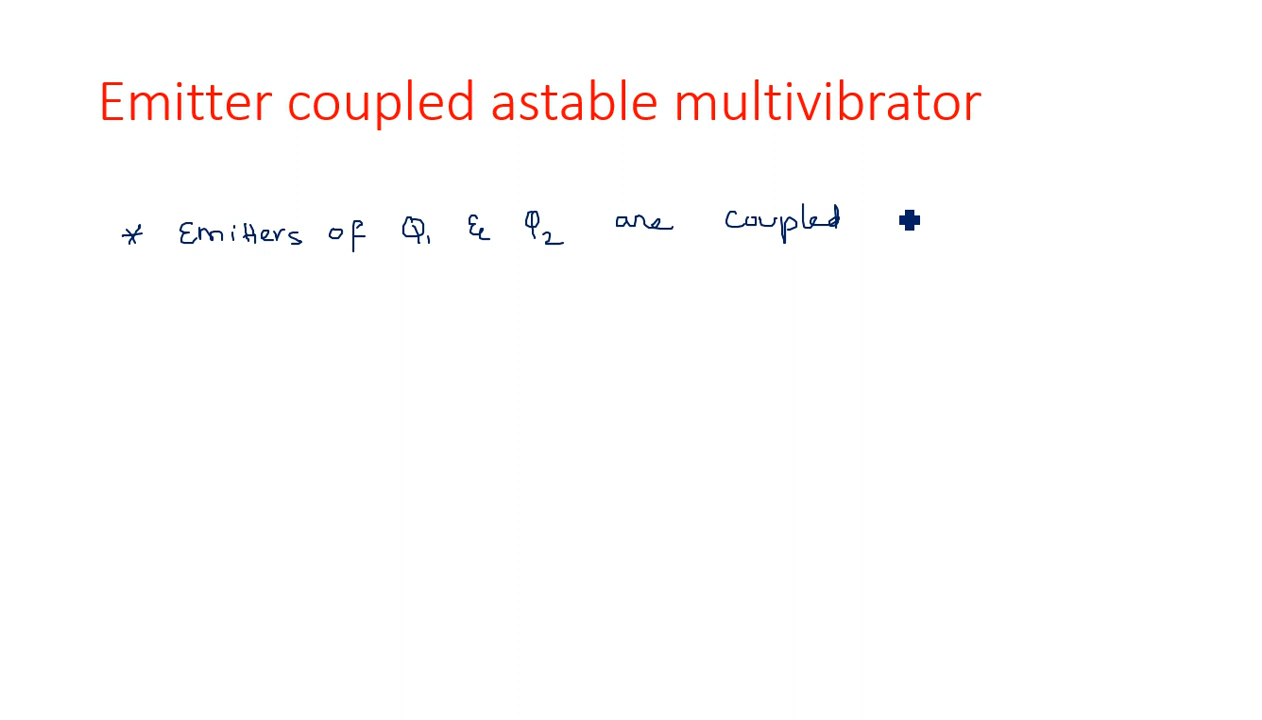 Emitter coupled astable multivibrator
* Emitters of Q₁ & Q₂ are coupled